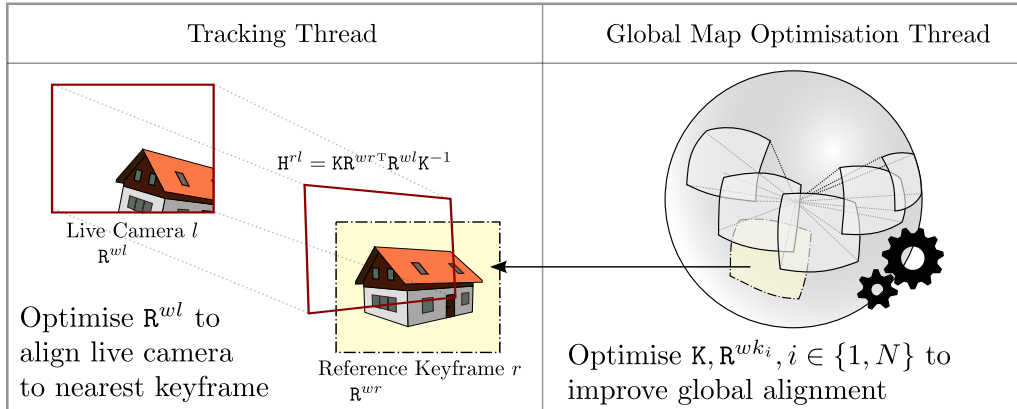 Tracking Thread
Global Map Optimisation Thread
H^{rl} = KR^{wrT}R^{wl}K^{-1}
Live Camera l
R^{wl}
Optimise R^{wl} to
align live camera
to nearest keyframe
Reference Keyframe r
R^{wr}
Optimise K, R^{wk_i}, i ∈ {1, N} to
improve global alignment